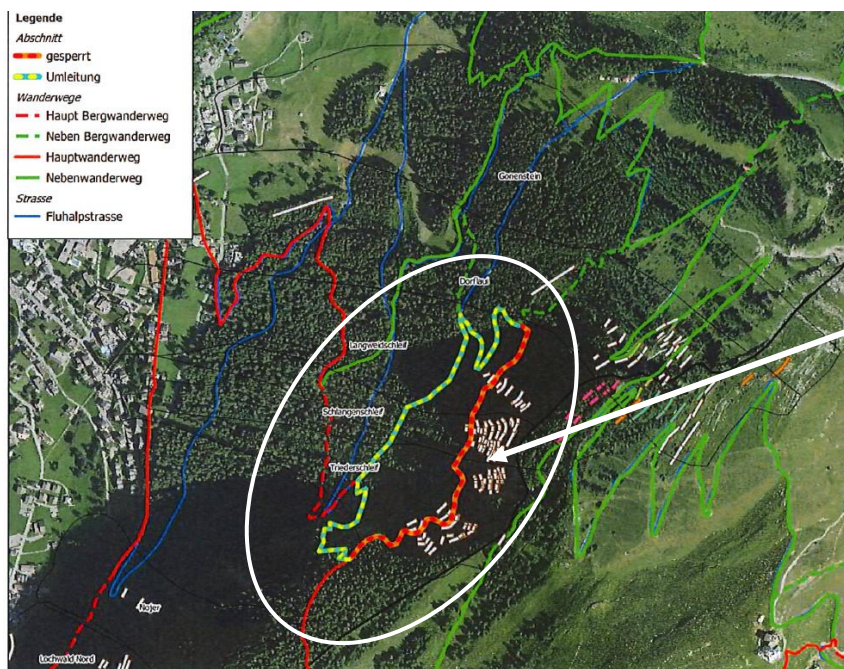 Legende
Abschnitt
gesperrt
Umleitung
Wanderwege
Haupt Bergwanderweg
Neben Bergwanderweg
Hauptwanderweg
Nebenwanderweg
Strasse
Fluhalpstrasse
Gonenstein
Dorflaui
Langweidschleif
Schlangenschleif
Triederschleif
Nojer
Lochwald Nord